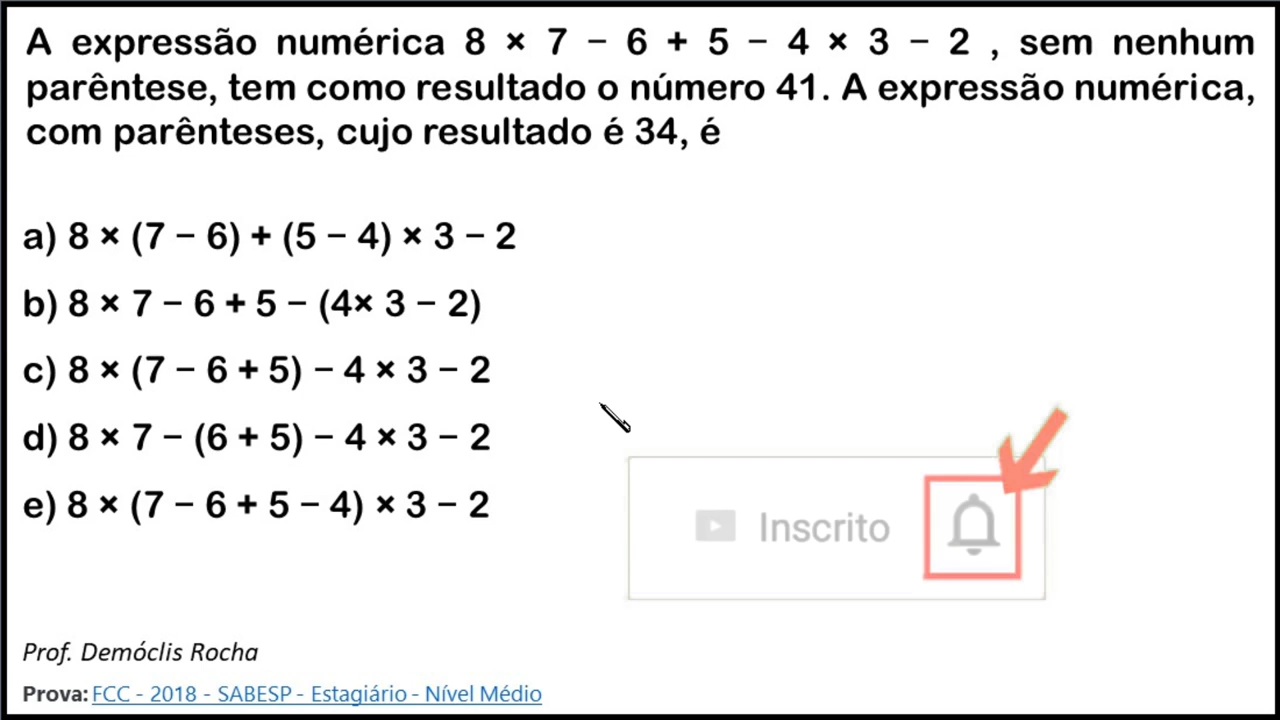 A expressão numérica 8 × 7 − 6 + 5 − 4 × 3 − 2 , sem nenhum
parêntese, tem como resultado o número 41. A expressão numérica,
com parênteses, cujo resultado é 34, é
a) 8 × (7 − 6) + (5 − 4) × 3 − 2
b) 8 × 7 − 6 + 5 − (4× 3 − 2)
c) 8 × (7 − 6 + 5) − 4 × 3 − 2
d) 8 × 7 − (6 + 5) − 4 × 3 − 2
e) 8 × (7 − 6 + 5 − 4) × 3 − 2
Inscrito
Prof. Demóclis Rocha
Prova: FCC - 2018 - SABESP - Estagiário - Nível Médio